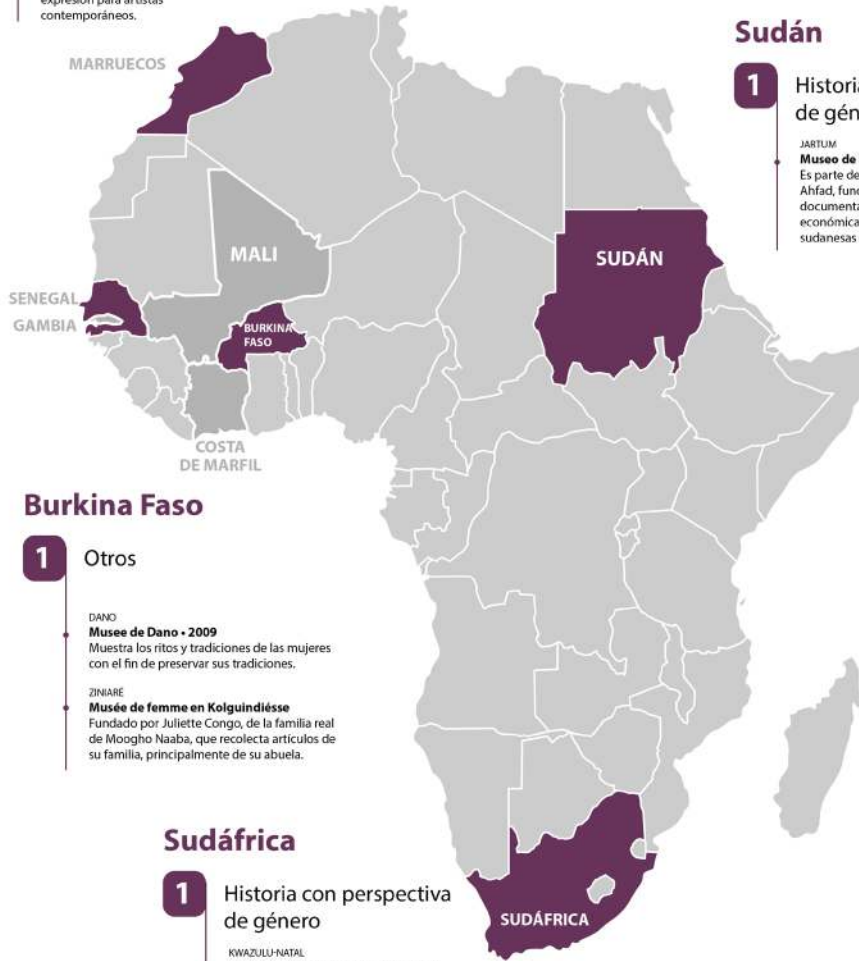 expresión para artistas
contemporáneos.
MARRUECOS
Sudán
1
Historia
de gén
JARTUM
Museo de
Es parte de
Ahfad, fund
documenta
económica
sudanesas
MALI
SUDÁN
SENEGAL
GAMBIA
BURKINA
FASO
COSTA
DE MARFIL
Burkina Faso
1
Otros
DANO
Musee de Dano • 2009
Muestra los ritos y tradiciones de las mujeres
con el fin de preservar sus tradiciones.
ZINIARÉ
Musée de femme en Kolguindiésse
Fundado por Juliette Congo, de la familia real
de Moogho Naaba, que recolecta artículos de
su familia, principalmente de su abuela.
Sudáfrica
1
Historia con perspectiva
de género
KWAZULU-NATAL
SUDÁFRICA